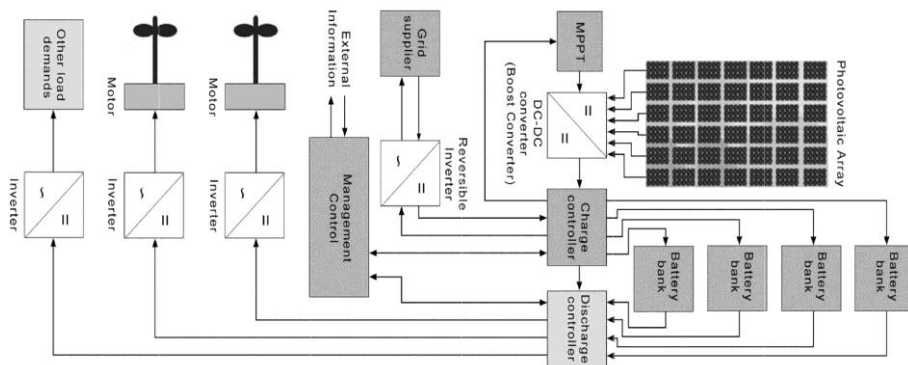 Other load
demands
Motor
Motor
External
Information
Grid
supplier
MPPT
DC-DC
converter
(Boost Converter)
Photovoltaic Array
Inverter
Inverter
Inverter
Management
Control
Reversible
Inverter
Charge
controller
Discharge
controller
Battery
bank
Battery
bank
Battery
bank
Battery
bank